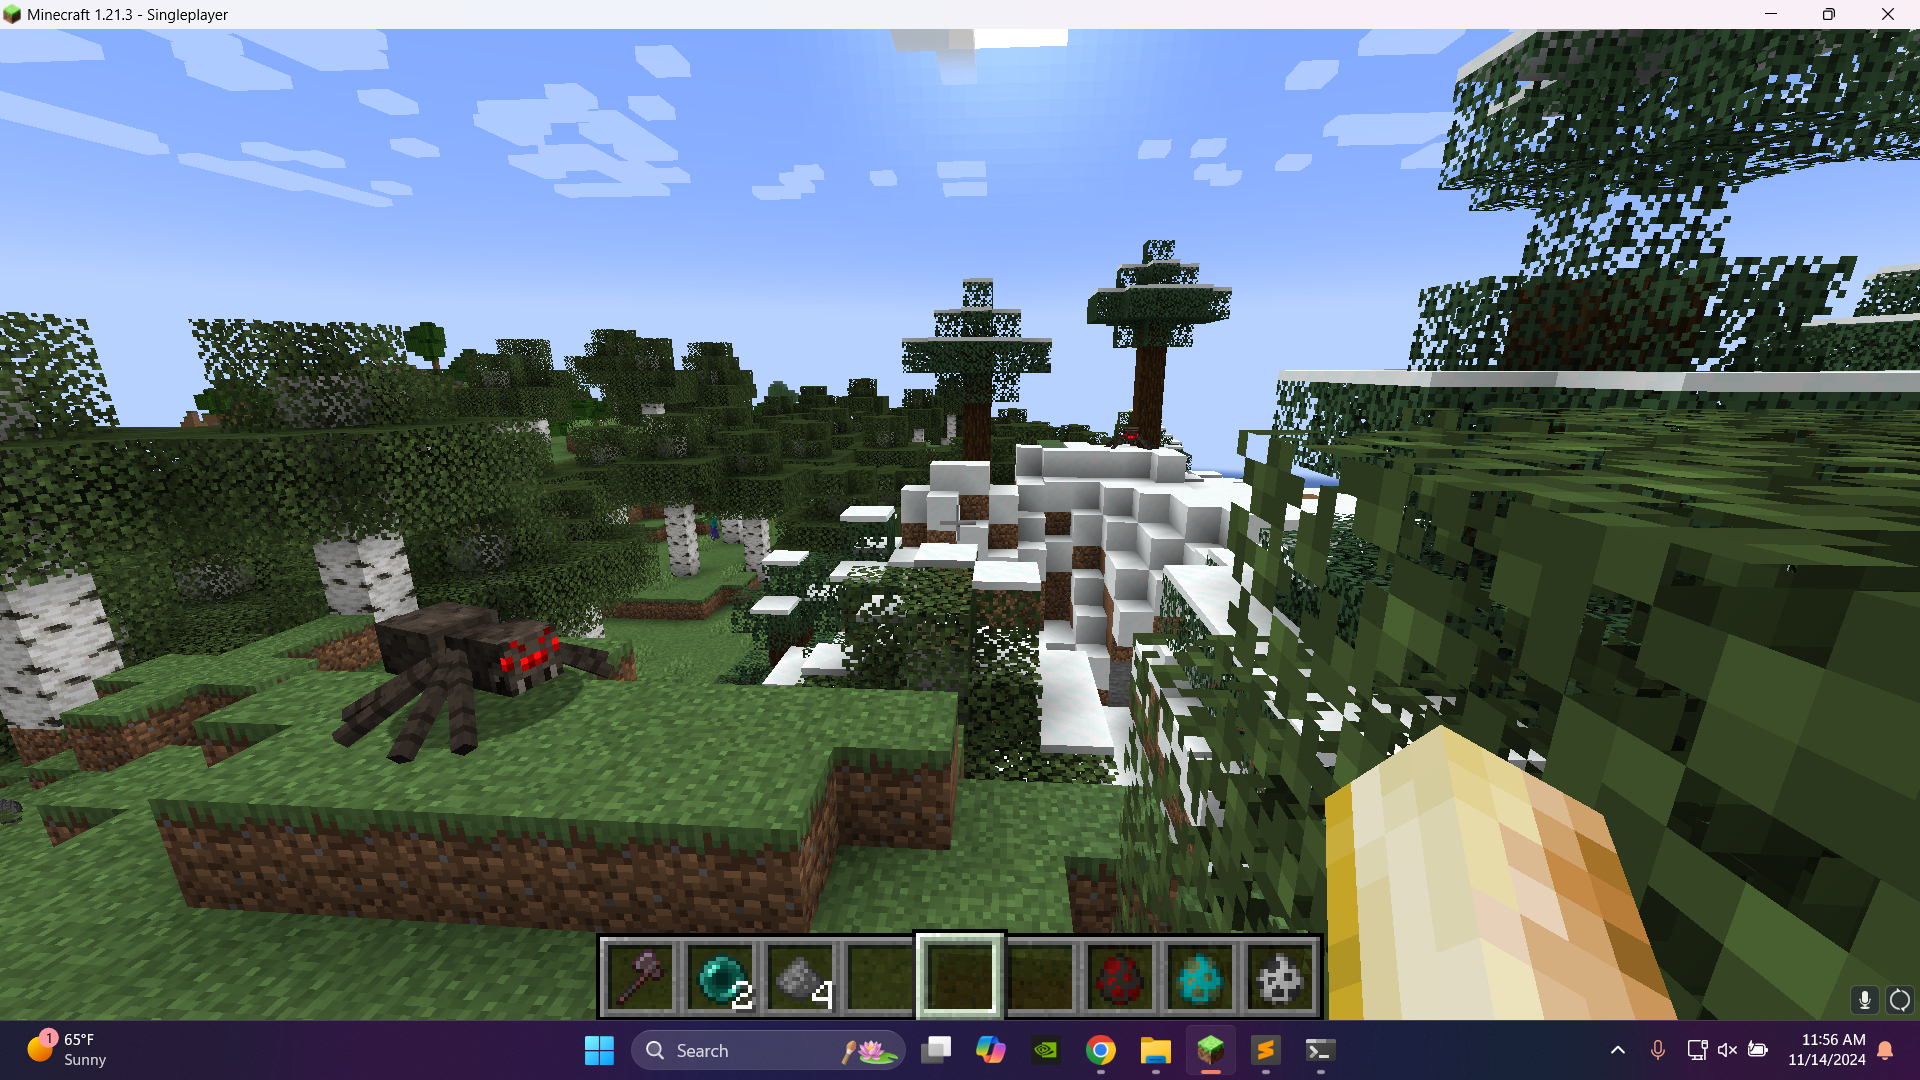 Minecraft 1.21.3 - Singleplayer
2
4
1
65°F
Sunny
Search
11:56 AM
11/14/2024